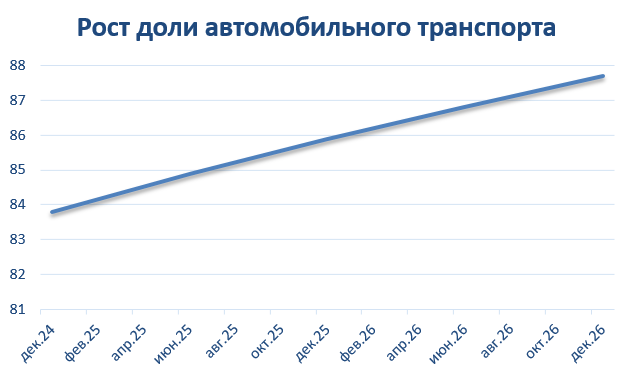 Рост доли автомобильного транспорта
88
87
86
85
84
83
82
81
дек.24
фев.25
апр.25
июн.25
авг.25
окт.25
дек.25
фев.26
апр.26
июн.26
авг.26
окт.26
дек.26